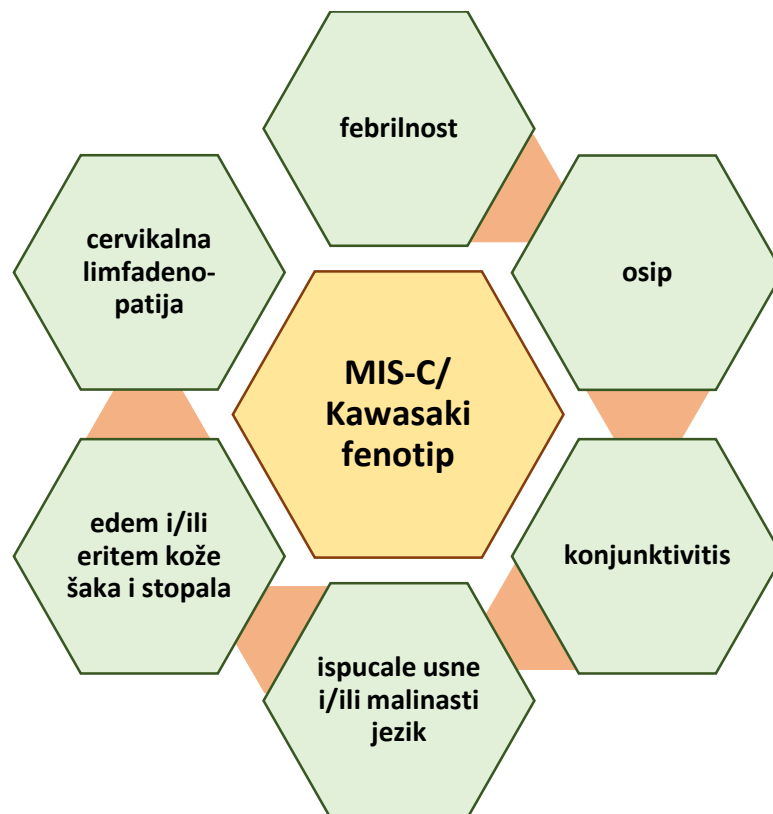 febrilnost
cervikalna
limfadeno-
patija
osip
MIS-C/
Kawasaki
fenotip
edem i/ili
eritem kože
šaka i stopala
konjunktivitis
ispucale usne
i/ili malinasti
jezik